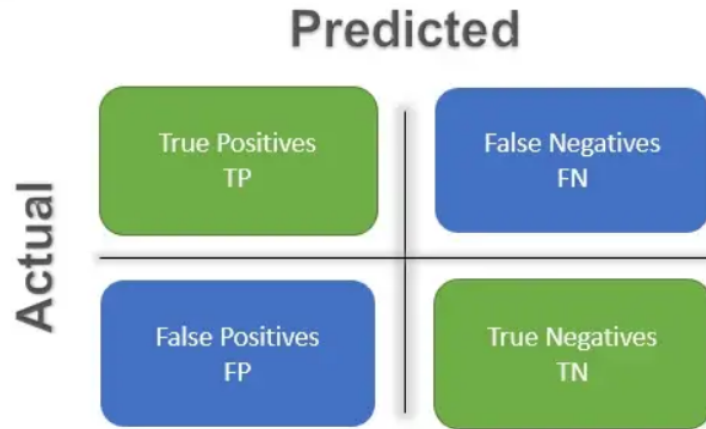 Predicted
Actual
True Positives
TP
False Negatives
FN
False Positives
FP
True Negatives
TN